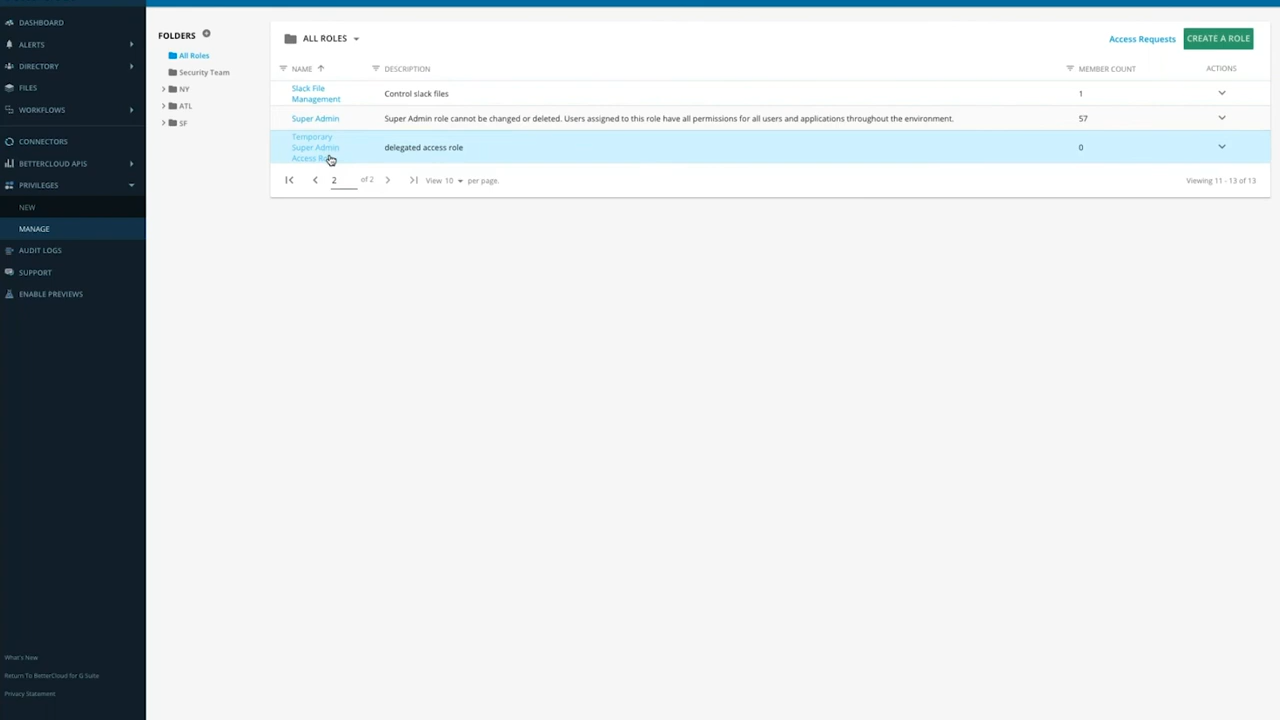 DASHBOARD
ALERTS
DIRECTORY
FILES
WORKFLOWS
CONNECTORS
BETTERCLOUD APIS
PRIVILEGES
NEW
MANAGE
AUDIT LOGS
SUPPORT
ENABLE PREVIEWS
What's New
Return To BetterCloud for G Suite
Privacy Statement
FOLDERS
All Roles
Security Team
NY
ATL
SF
ALL ROLES
Access Requests
CREATE A ROLE
NAME DESCRIPTION MEMBER COUNT ACTIONS
Slack File
Management
Control slack files
1
Super Admin
Super Admin role cannot be changed or deleted. Users assigned to this role have all permissions for all users and applications throughout the environment.
57
Temporary
Super Admin
Access
delegated access role
0
2 of 2 View 10 per page. Viewing 11 - 13 of 13